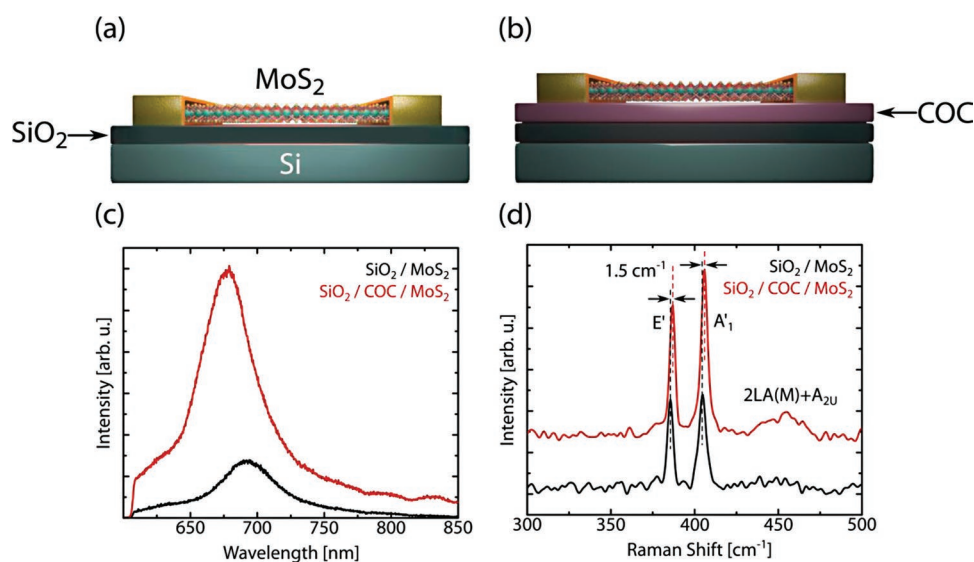 (a)
(b)
MoS₂
SiO₂
Si
COC
(c)
(d)
SiO₂ / MoS₂
SiO₂ / COC / MoS₂
Intensity [arb. u.]
650
700
750
800
850
Wavelength [nm]
1.5 cm⁻¹
SiO₂ / MoS₂
SiO₂ / COC / MoS₂
E'
A'₁
2LA(M)+A₂U
Intensity [arb. u.]
300
350
400
450
500
Raman Shift [cm⁻¹]